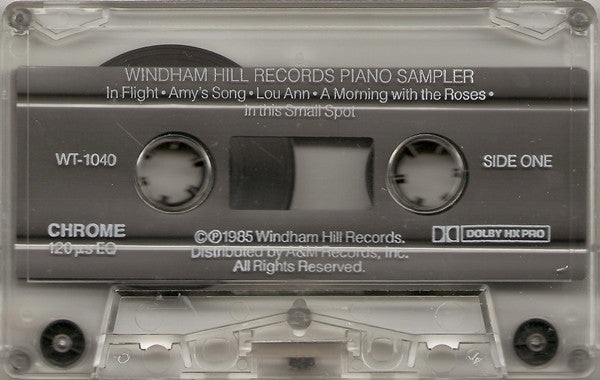 WINDHAM HILL RECORDS PIANO SAMPLER
In Flight • Amy's Song • Lou Ann • A Morning with the Roses •
In this Small Spot
WT-1040
SIDE ONE
CHROME
120 µs EQ
©℗1985 Windham Hill Records.
Distributed by A&M Records, Inc.
All Rights Reserved.
DOLBY HX PRO